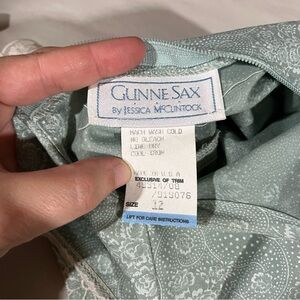 GUNNE SAX
BY JESSICA McCLINTOCK
MACH WASH COLD
NO BLEACH
LINE DRY
COOL IRON
MADE IN U.S.A
EXCLUSIVE OF TRIM
/919076
SIZE 12
LIFT FOR CARE INSTRUCTIONS